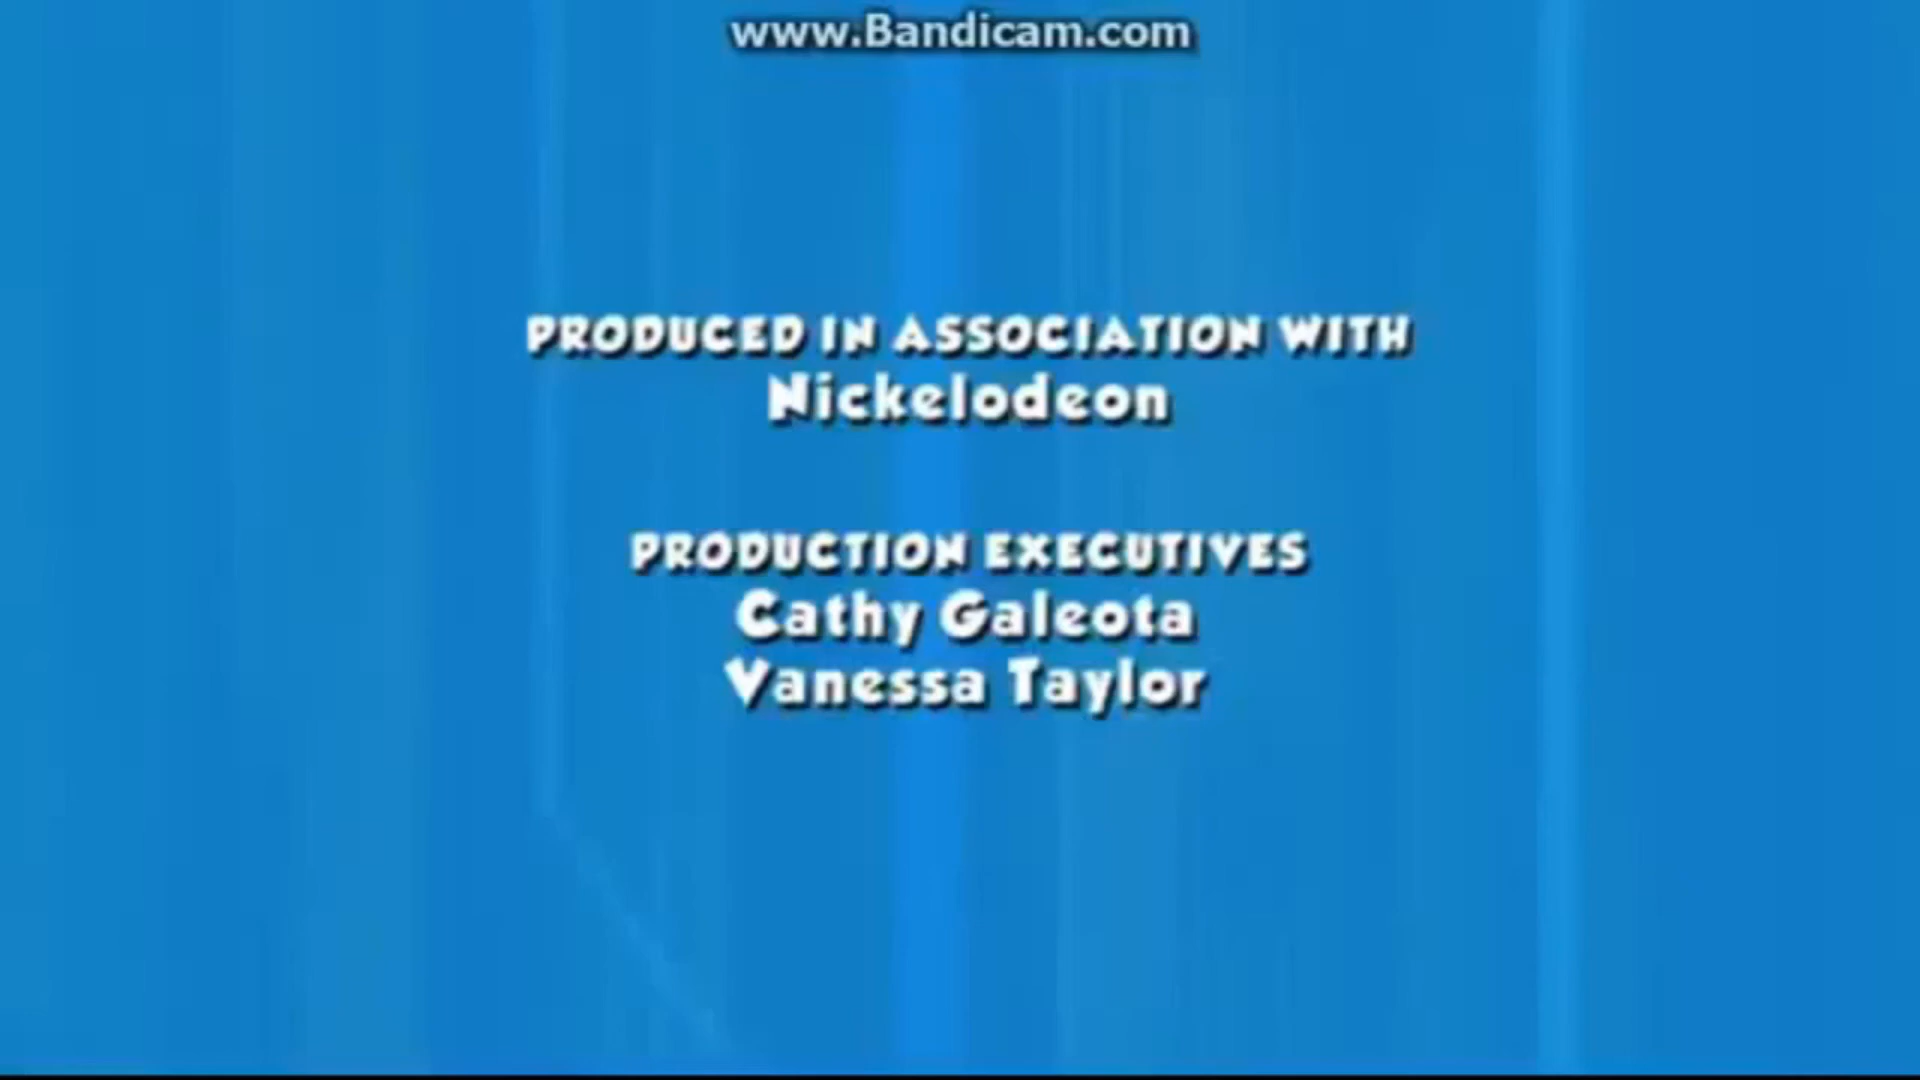 www.Bandicam.com
PRODUCED IN ASSOCIATION WITH
Nickelodeon
PRODUCTION EXECUTIVES
Cathy Galeota
Vanessa Taylor